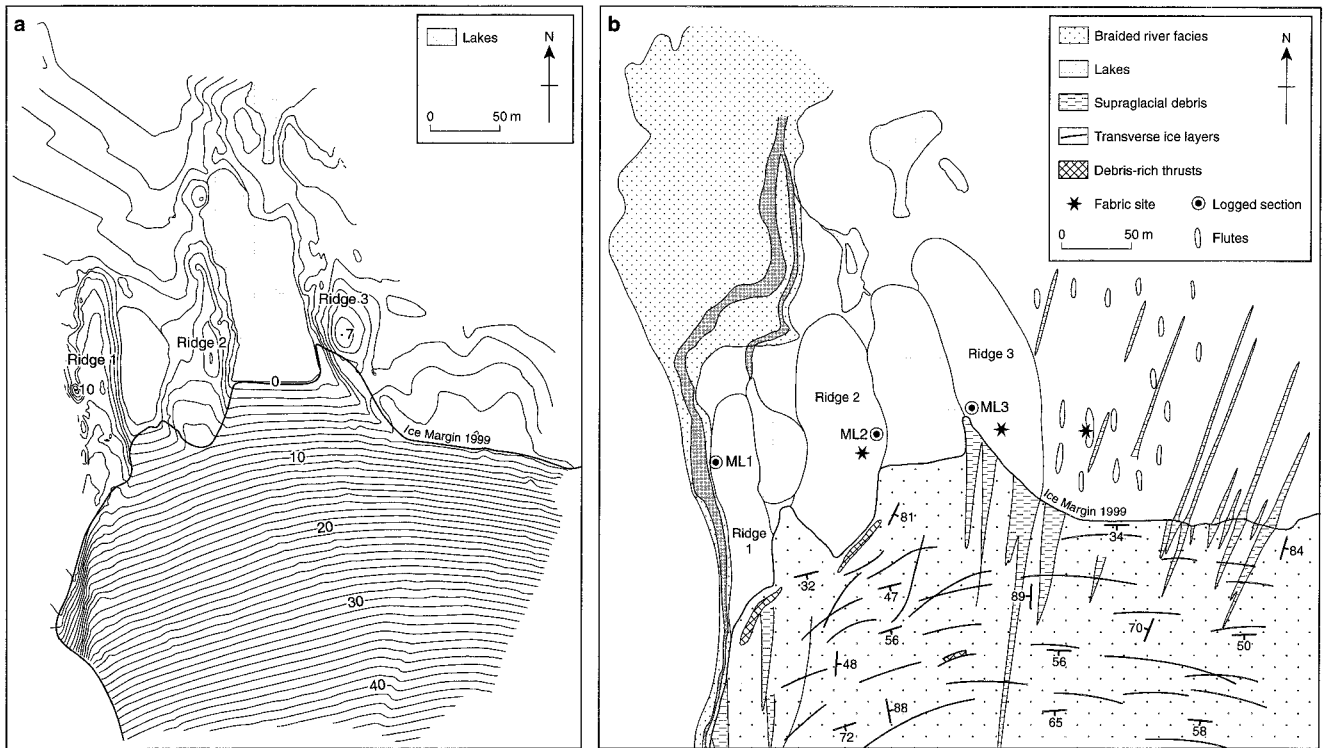 a
Lakes
N
0 50 m
Ridge 3
·7
Ridge 2
Ridge 1
10
0
Ice Margin 1999
10
20
30
40
b
Braided river facies
N
Lakes
Supraglacial debris
Transverse ice layers
Debris-rich thrusts
Fabric site
Logged section
0 50 m
Flutes
Ridge 3
Ridge 2
ML3
ML2
ML1
Ridge
1
Ice Margin 1999
81
34
84
32
47
89
56
70
50
48
56
88
72
65
58